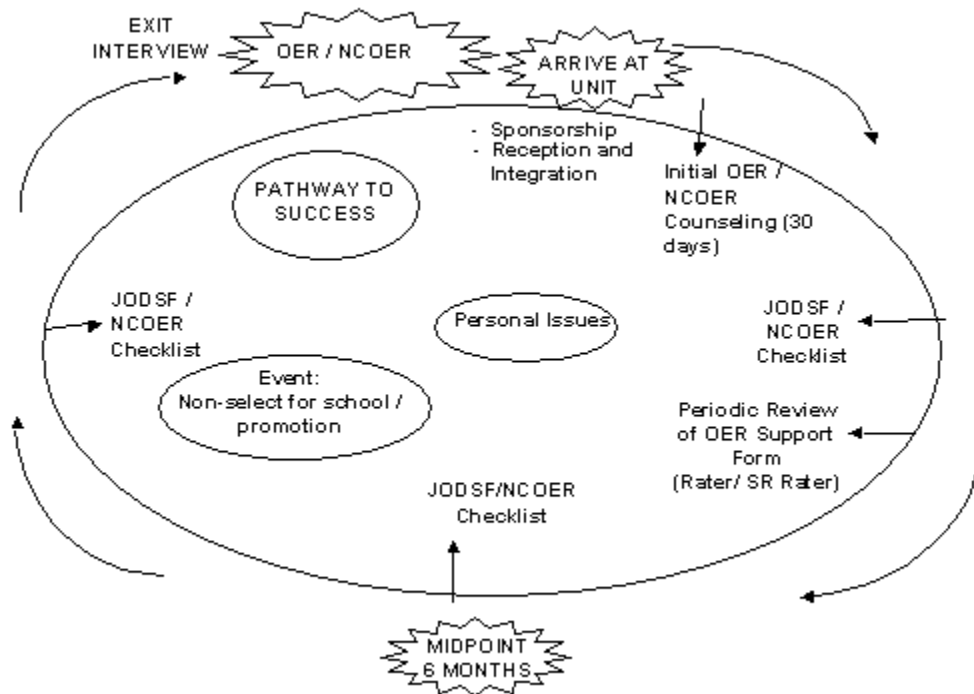 EXIT
INTERVIEW
OER / NCOER
ARRIVE AT
UNIT
- Sponsorship
- Reception and
Integration
Initial OER /
NCOER
Counseling (30
days)
PATHWAY TO
SUCCESS
JODSF /
NCOER
Checklist
Personal Issues
JODSF /
NCOER
Checklist
Event:
Non-select for school /
promotion
Periodic Review
of OER Support
Form
(Rater/ SR Rater)
JODSF/NCOER
Checklist
MIDPOINT
6 MONTHS